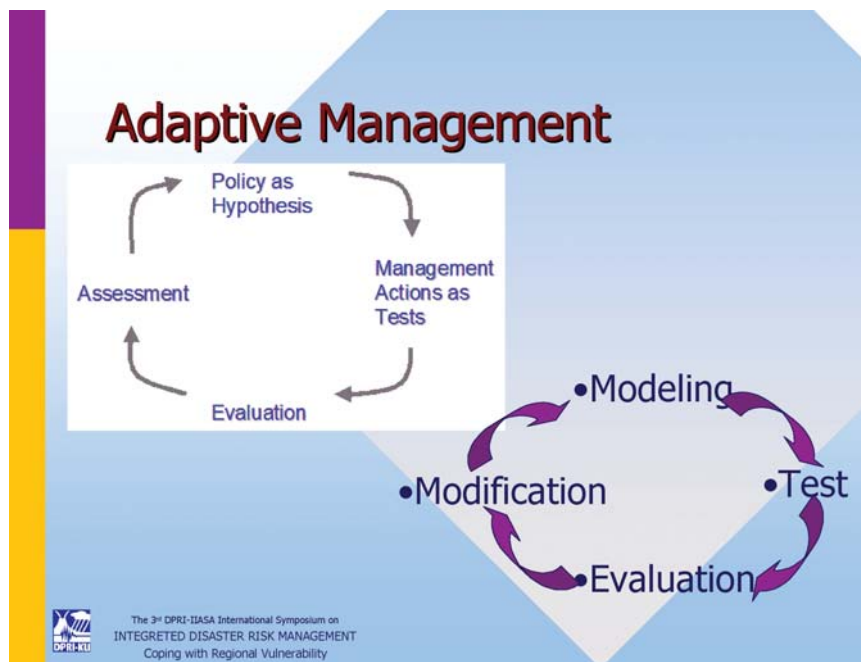 Adaptive Management
Policy as
Hypothesis
Management
Actions as
Tests
Assessment
Evaluation
•Modeling
•Modification
•Test
•Evaluation
The 3rd DPRI-IIASA International Symposium on
INTEGRETED DISASTER RISK MANAGEMENT
Coping with Regional Vulnerability
DPRI-KU